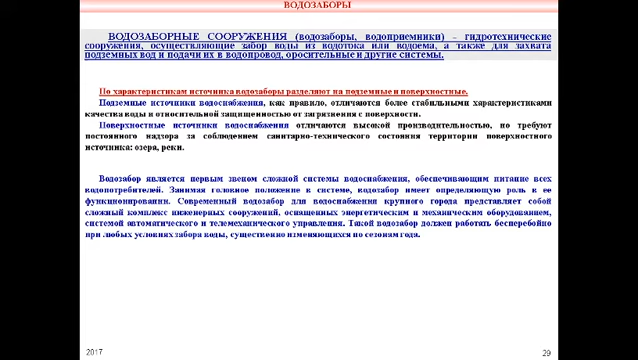 ВОДОЗАБОРЫ
ВОДОЗАБОРНЫЕ СООРУЖЕНИЯ (водозаборы, водоприемники) – гидротехнические
сооружения, осуществляющие забор воды из водотока или водоема, а также для захвата
подземных вод и подачи их в водопровод, оросительные и другие системы.
По характеристикам источника водозаборы разделяют на подземные и поверхностные.
Подземные источники водоснабжения, как правило, отличаются более стабильными характеристиками
качества воды в относительной защищенностью от загрязнения с поверхности.
Поверхностные источники водоснабжения отличаются высокой производительностью, но требуют
постоянного надзора за соблюдением санитарно-технического состояния территории поверхностного
источника: озера, реки.
Водозабор является первым звеном сложной системы водоснабжения, обеспечивающим питание всех
водопотребителей. Занимая головное положение в системе, водозабор имеет определяющую роль в ее
функционировании. Современный водозабор для водоснабжения крупного города представляет собой
сложный комплекс инженерных сооружений, оснащенных энергетическим и механическим оборудованием,
системой автоматического и телемеханического управления. Такой водозабор должен работать бесперебойно
при любых условиях забора воды, существенно изменяющихся по сезонам года.
2017
29